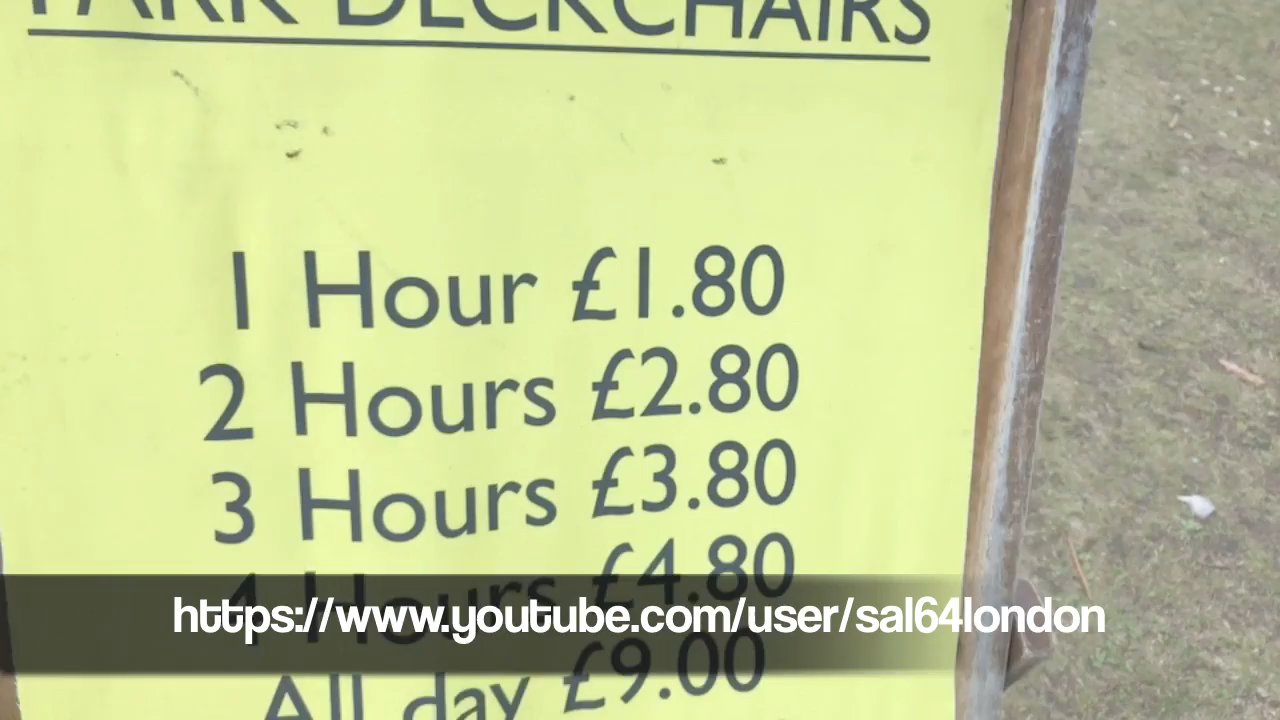 PARK DECKCHAIRS
1 Hour £1.80
2 Hours £2.80
3 Hours £3.80
4 Hours £4.80
https://www.youtube.com/user/sal64london
All day £9.00